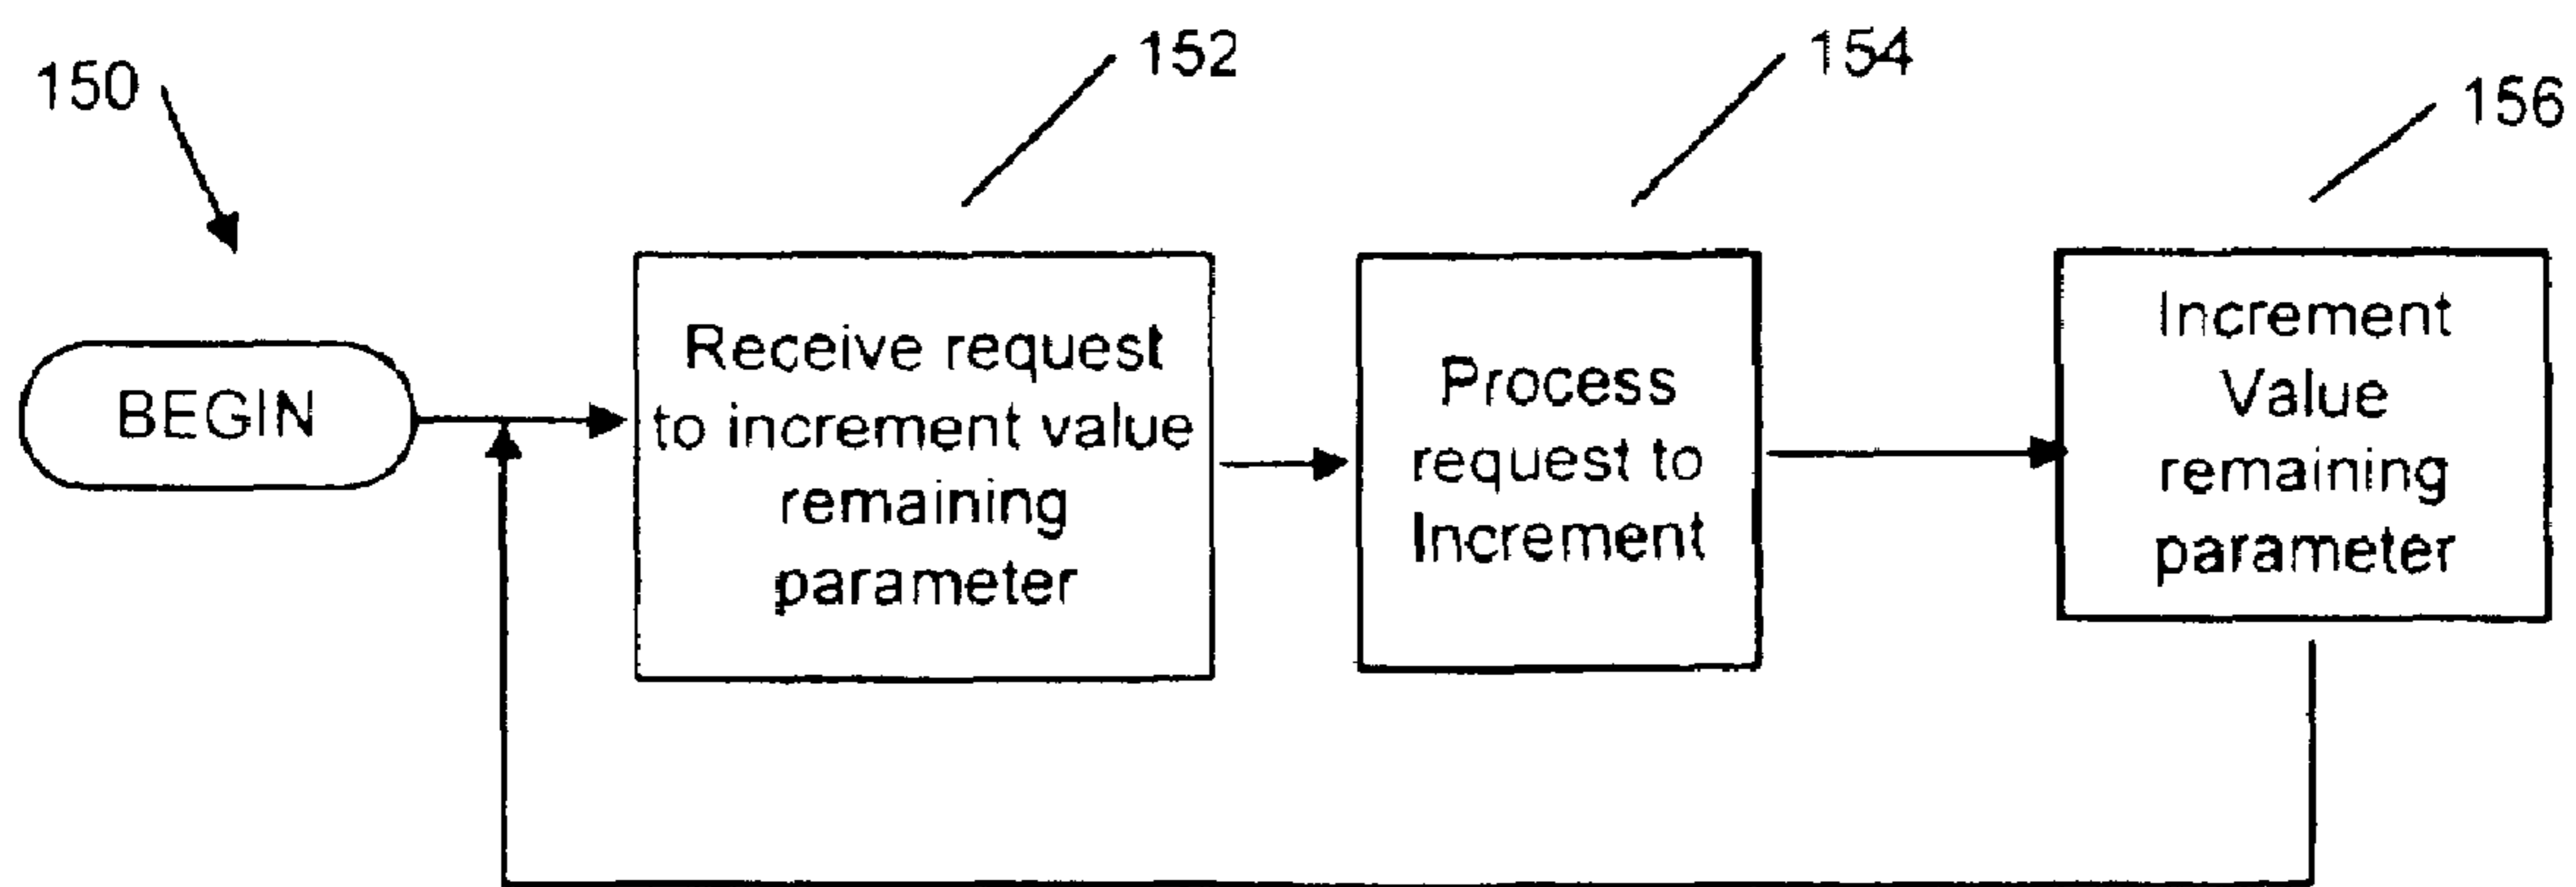 150
152
154
156
BEGIN
Receive request
to increment value
remaining
parameter
Process
request to
Increment
Increment
Value
remaining
parameter